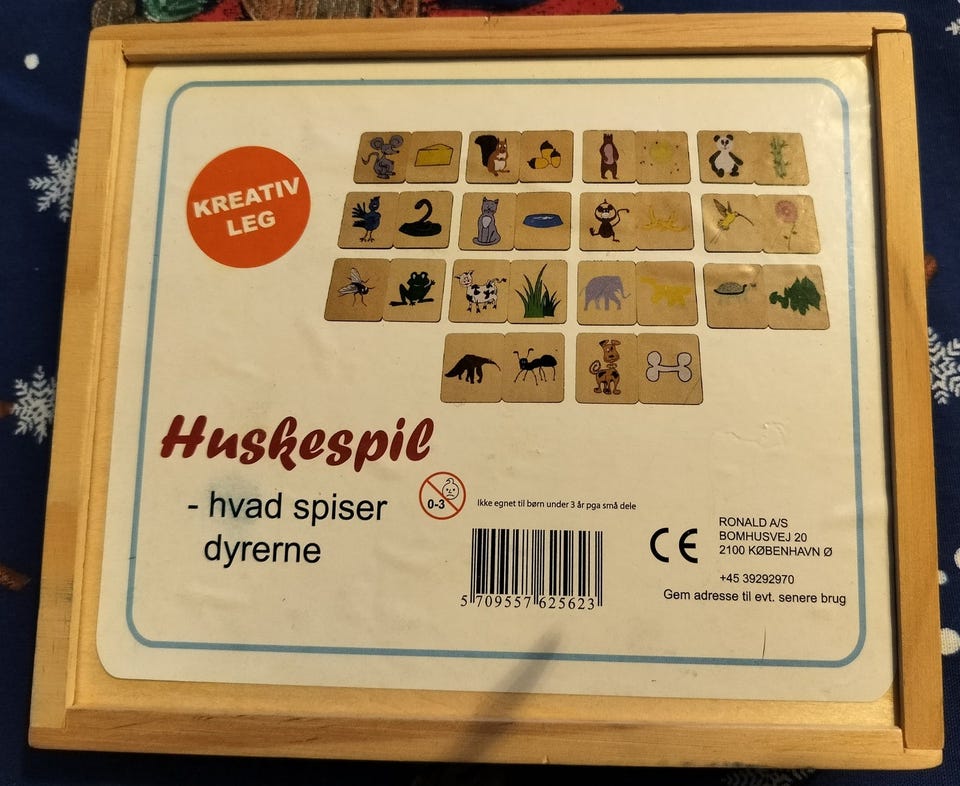 KREATIV
LEG
Huskespil
- hvad spiser
dyrerne
0-3
Ikke egnet til børn under 3 år pga små dele
5 709557 625623
RONALD A/S
BOMHUSVEJ 20
2100 KØBENHAVN Ø
+45 39292970
Gem adresse til evt. senere brug
CE